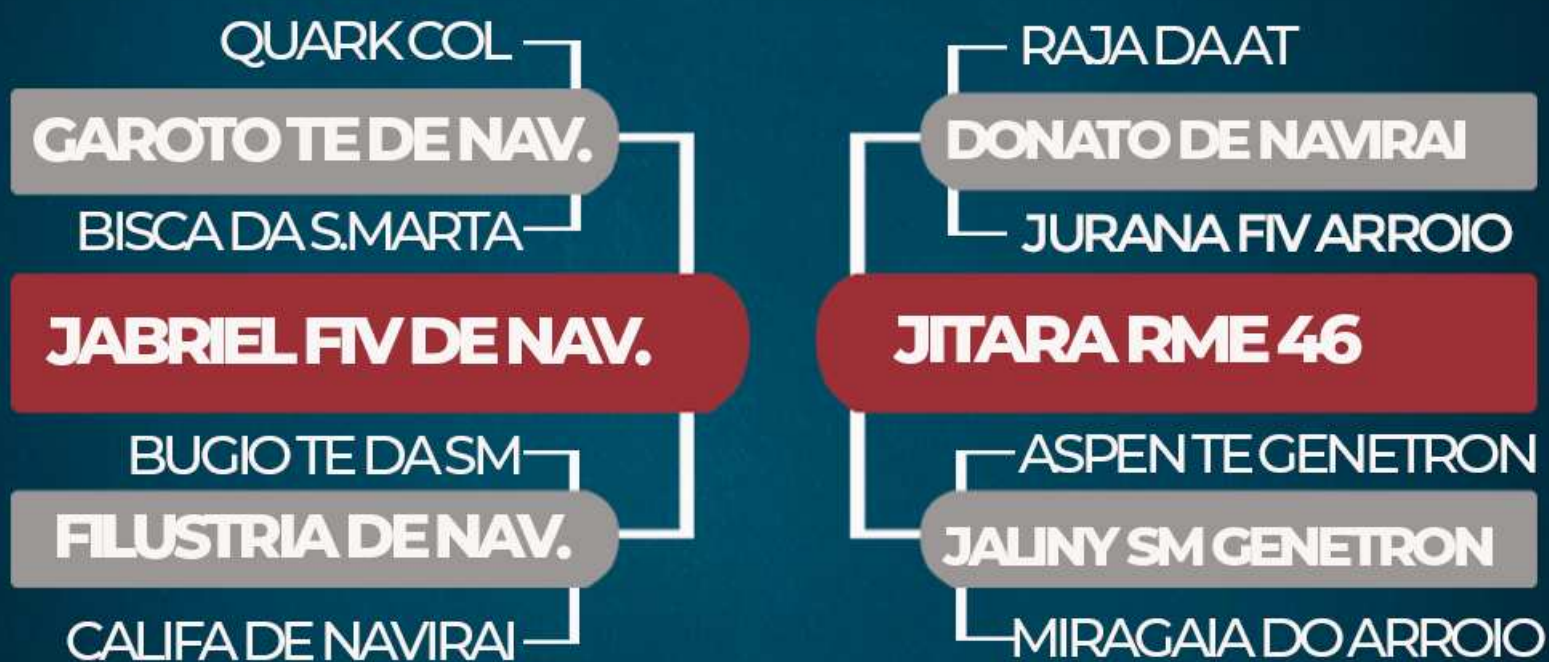 QUARK COL
GAROTO TE DE NAV.
BISCA DA S.MARTA
JABRIEL FIV DE NAV.
BUGIO TE DA SM
FILUSTRIA DE NAV.
CALIFA DE NAVIRAI
RAJA DA AT
DONATO DE NAVIRAI
JURANA FIV ARROIO
JITARA RME 46
ASPEN TE GENETRON
JALINY SM GENETRON
MIRAGAIA DO ARROIO